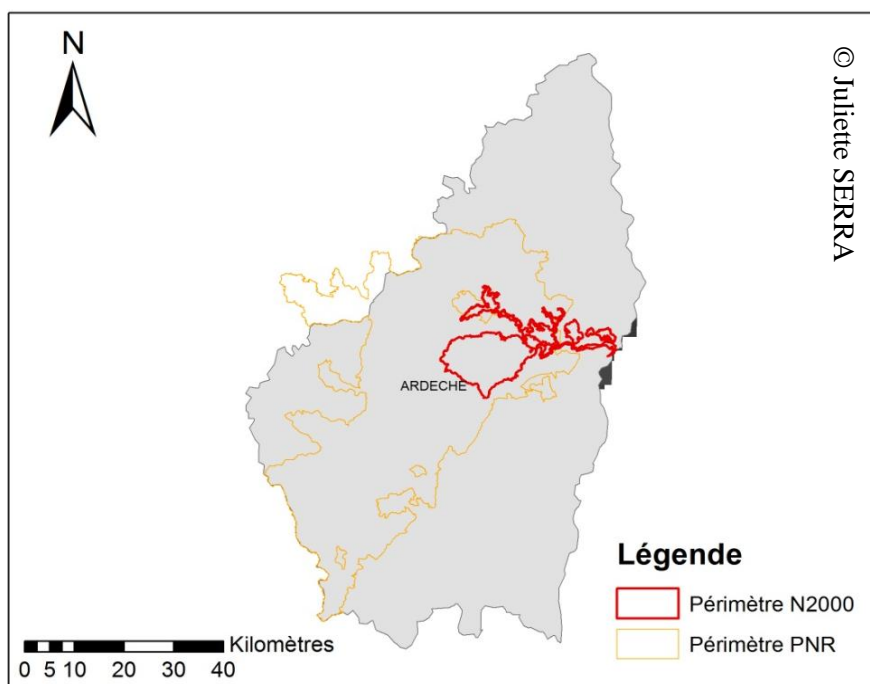 N
© Juliette SERRA
ARDECHE
Légende
Périmètre N2000
Périmètre PNR
Kilomètres
0 5 10 20 30 40